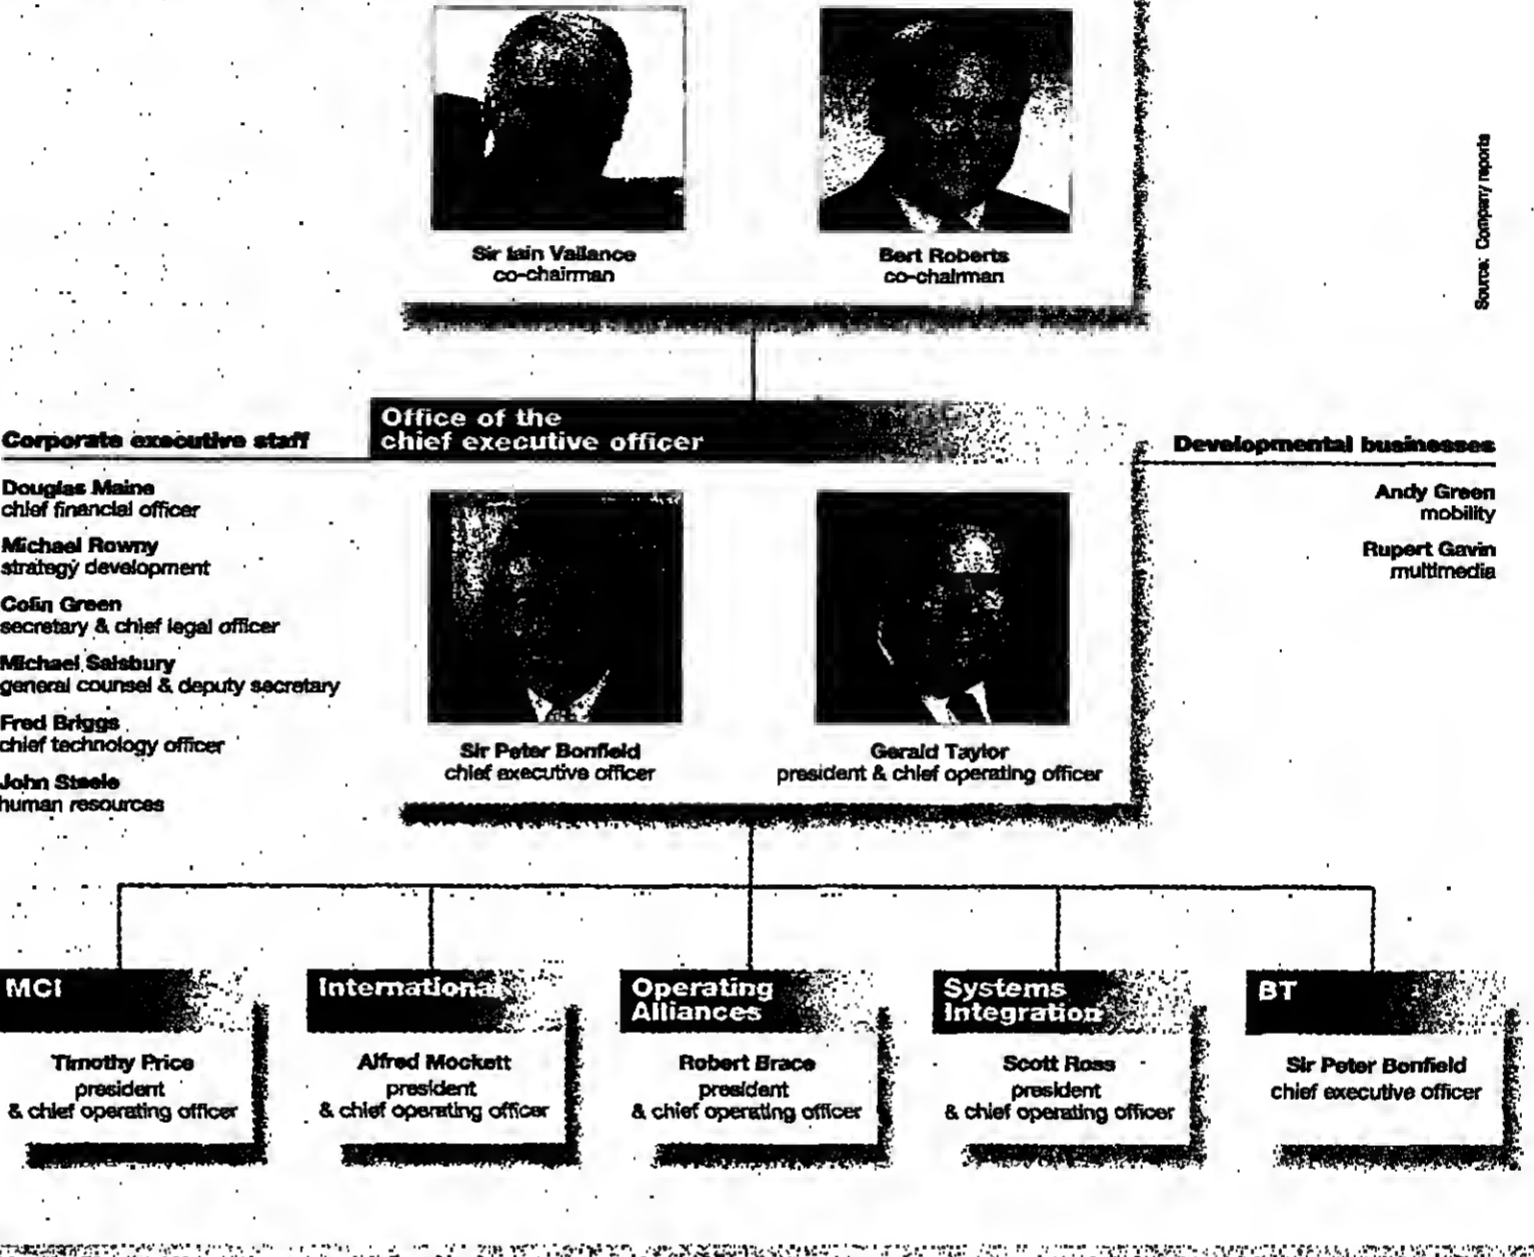 Sir Iain Vallance
co-chairman
Bert Roberts
co-chairman
Source: Company reports
Office of the
chief executive officer
Corporate executive staff
Douglas Maine
chief financial officer
Michael Rowny
strategy development
Colin Green
secretary & chief legal officer
Michael Salsbury
general counsel & deputy secretary
Fred Briggs
chief technology officer
John Steele
human resources
Sir Peter Bonfield
chief executive officer
Gerald Taylor
president & chief operating officer
Developmental businesses
Andy Green
mobility
Rupert Gavin
multimedia
MCI
Timothy Price
president
& chief operating officer
International
Alfred Mockett
president
& chief operating officer
Operating
Alliances
Robert Brace
president
& chief operating officer
Systems
Integration
Scott Ross
president
& chief operating officer
BT
Sir Peter Bonfield
chief executive officer